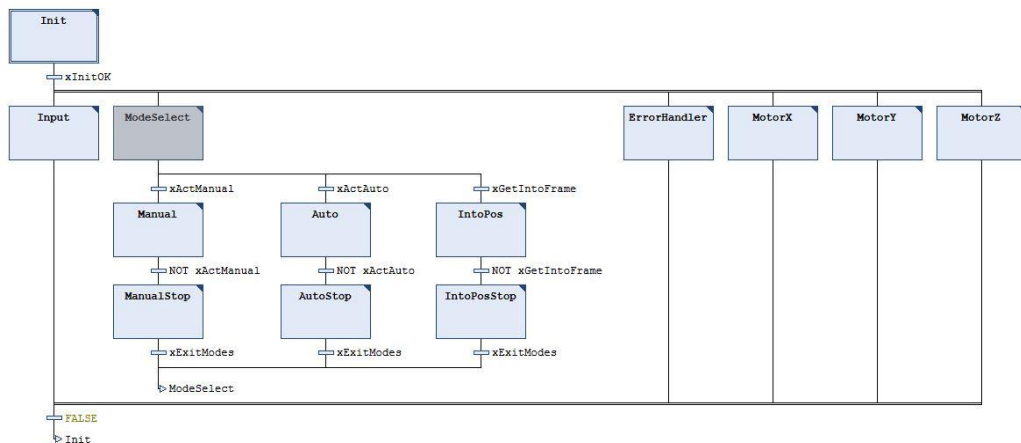 Init
xInitOK
Input ModeSelect ErrorHandler MotorX MotorY MotorZ
xActManual xActAuto xGetIntoFrame
Manual Auto IntoPos
NOT xActManual NOT xActAuto NOT xGetIntoFrame
ManualStop AutoStop IntoPosStop
xExitModes xExitModes xExitModes
ModeSelect
FALSE
Init